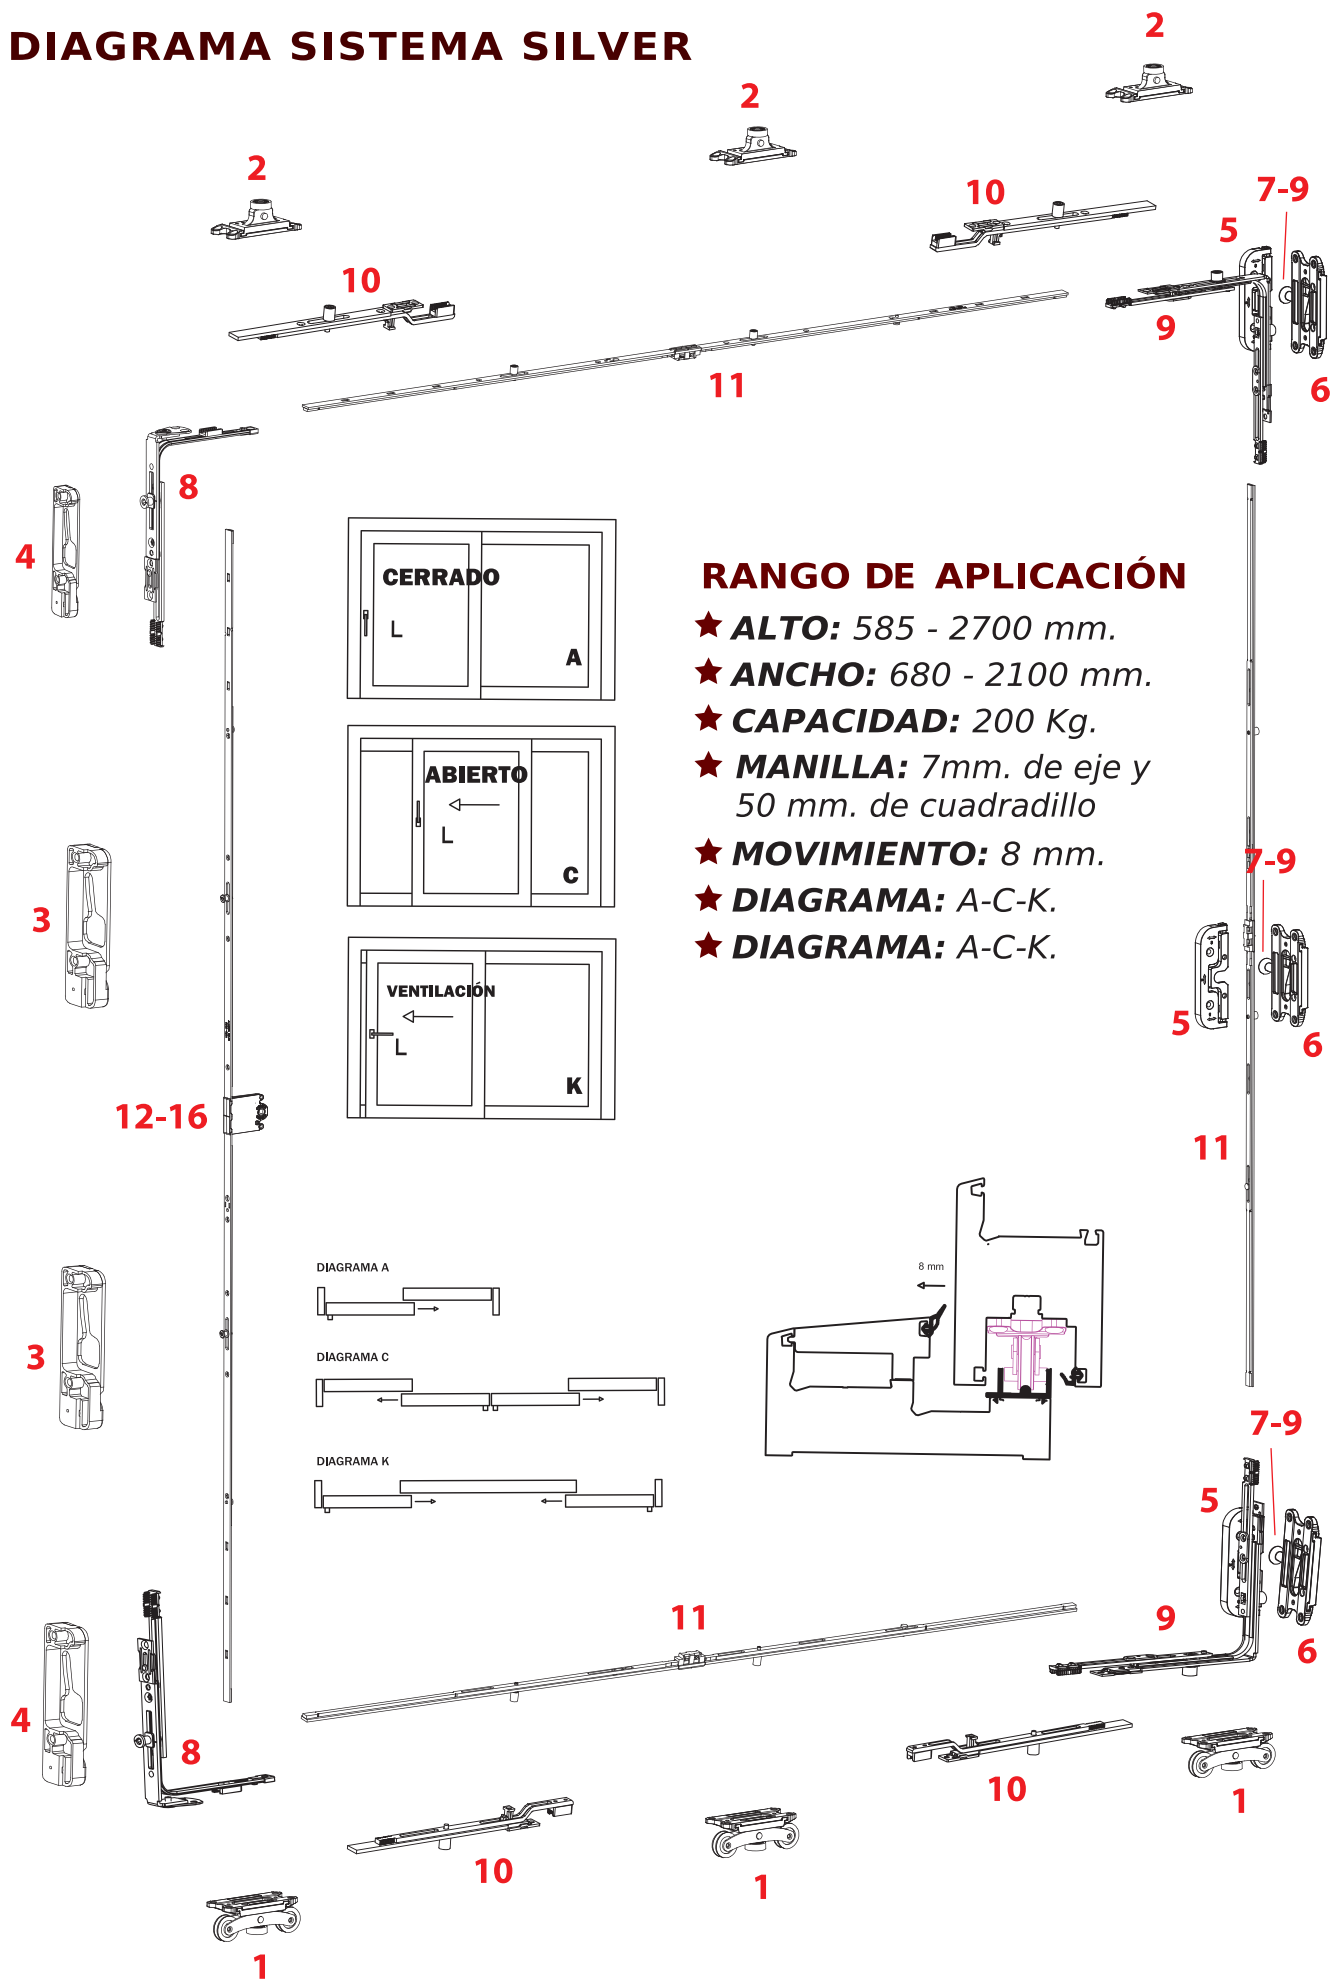 DIAGRAMA SISTEMA SILVER
2
2
2
10
7-9
5
10
9
11
6
8
4
CERRADO
L
A
RANGO DE APLICACIÓN
ALTO: 585 - 2700 mm.
ANCHO: 680 - 2100 mm.
CAPACIDAD: 200 Kg.
MANILLA: 7mm. de eje y
50 mm. de cuadradillo
MOVIMIENTO: 8 mm.
DIAGRAMA: A-C-K.
DIAGRAMA: A-C-K.
ABIERTO
L
C
7-9
3
VENTILACIÓN
L
K
5
6
12-16
11
DIAGRAMA A
8 mm
3
DIAGRAMA C
7-9
DIAGRAMA K
5
11
9
6
4
8
10
1
10
1
1